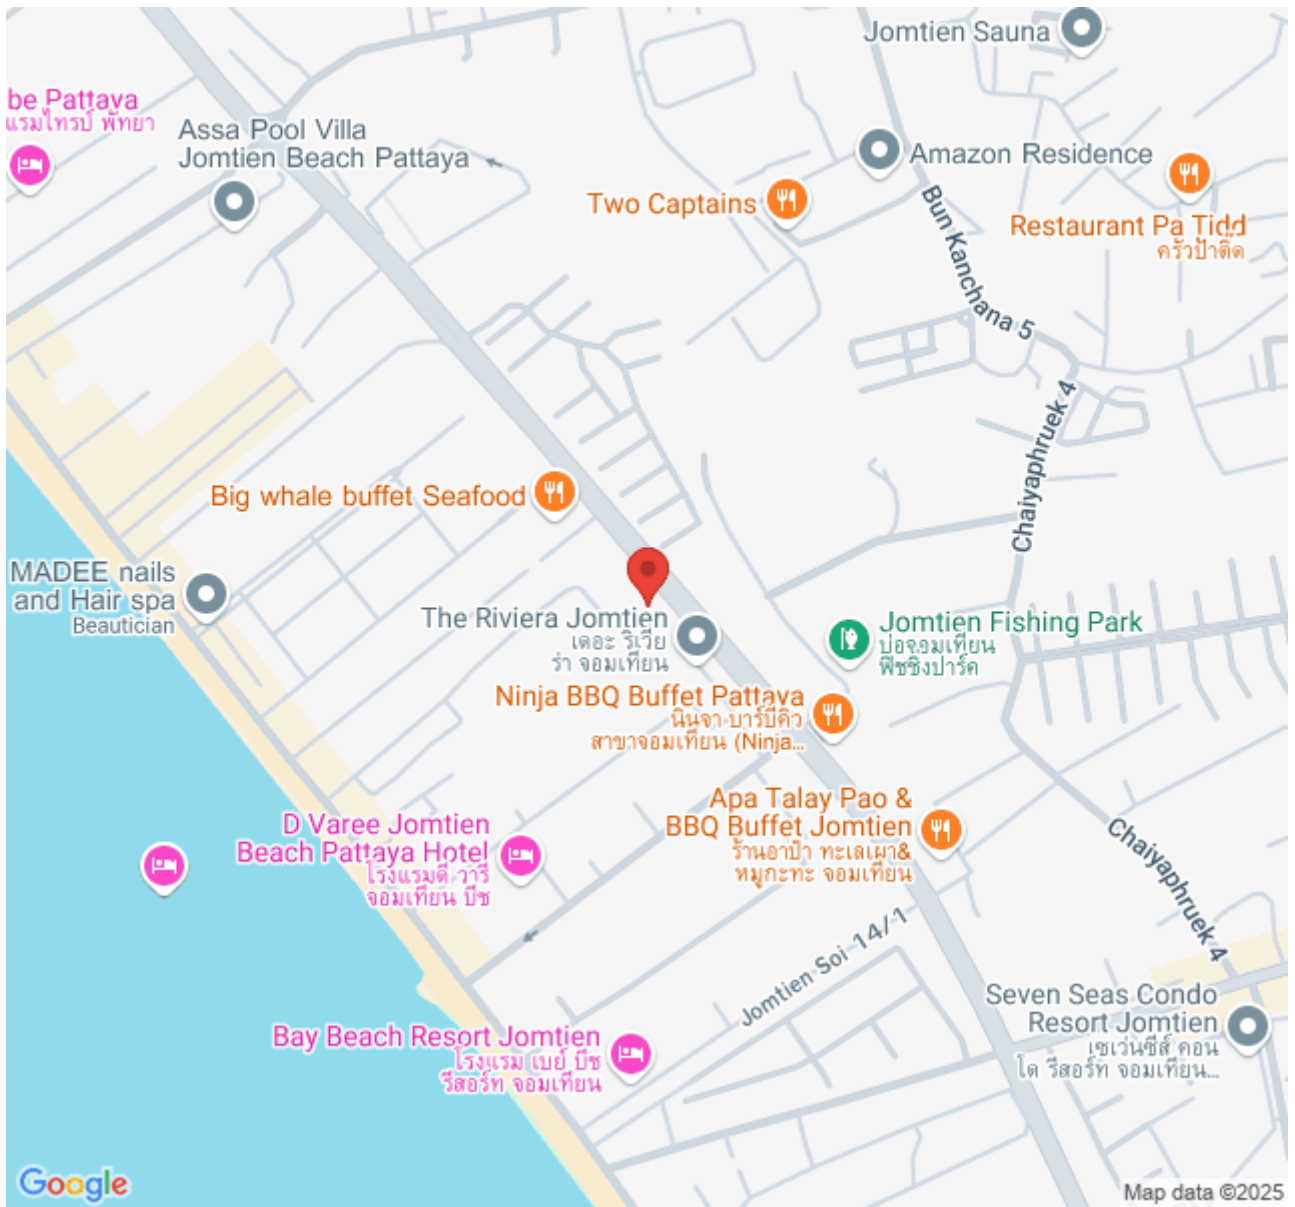 Jomtien Sauna
be Pattaya
แรมไทรบ์ พัทยา
Assa Pool Villa
Jomtien Beach Pattaya
Amazon Residence
Two Captains
Restaurant Pa Tidd
ครัวป้าติ๊ด
Bun Kanchana 5
Chaiyaphruek 4
Big whale buffet Seafood
MADEE nails
and Hair spa
Beautician
The Riviera Jomtien
เดอะ ริเวีย
ร่า จอมเทียน
Jomtien Fishing Park
บ่อจอมเทียน
ฟิชชิงปาร์ค
Ninja BBQ Buffet Pattaya
นินจา บาร์บีคิว
สาขาจอมเทียน (Ninja...
Apa Talay Pao &
BBQ Buffet Jomtien
ร้านอาป๋า ทะเลเผา&
หมูกะทะ จอมเทียน
D Varee Jomtien
Beach Pattaya Hotel
โรงแรมดี วารี
จอมเทียน บีช
Chaiyaphruek 4
Jomtien Soi 14/1
Seven Seas Condo
Resort Jomtien
เซเว่นซีส์ คอน
โด รีสอร์ท จอมเทียน...
Bay Beach Resort Jomtien
โรงแรม เบย์ บีช
รีสอร์ท จอมเทียน
Google
Map data ©2025